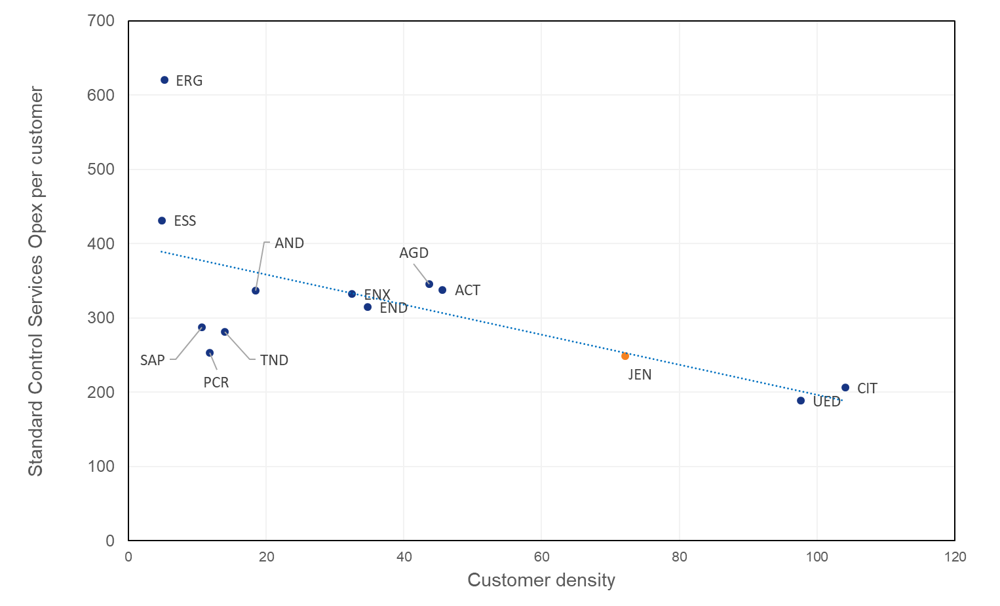 Standard Control Services Opex per customer
700
600
500
400
300
200
100
0
ERG
ESS
AND
AGD
ENX
ACT
END
SAP
TND
PCR
JEN
CIT
UED
0 20 40 60 80 100 120
Customer density